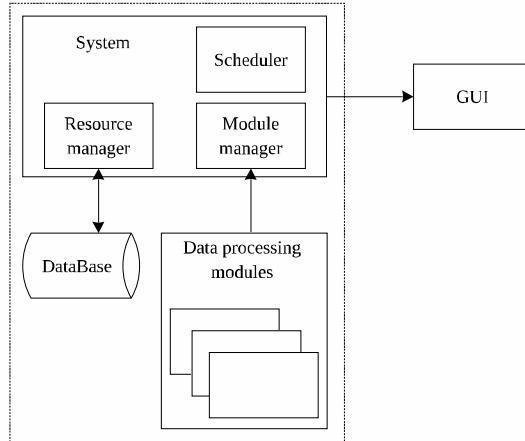 System
Scheduler
GUI
Resource
manager
Module
manager
DataBase
Data processing
modules